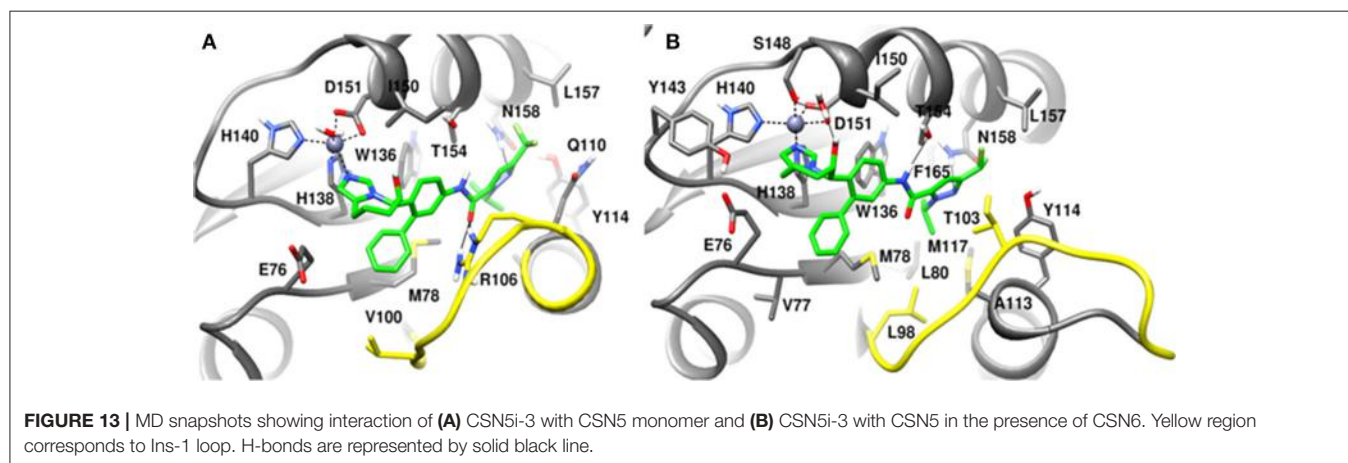 A
D151
I150
L157
H140
N158
W136
T154
Q110
H138
Y114
E76
R106
M78
V100
B
S148
I150
Y143
H140
T154
L157
D151
N158
F165
H138
W136
T103
Y114
E76
M117
M78
L80
V77
A113
L98
FIGURE 13 | MD snapshots showing interaction of (A) CSN5i-3 with CSN5 monomer and (B) CSN5i-3 with CSN5 in the presence of CSN6. Yellow region
corresponds to Ins-1 loop. H-bonds are represented by solid black line.